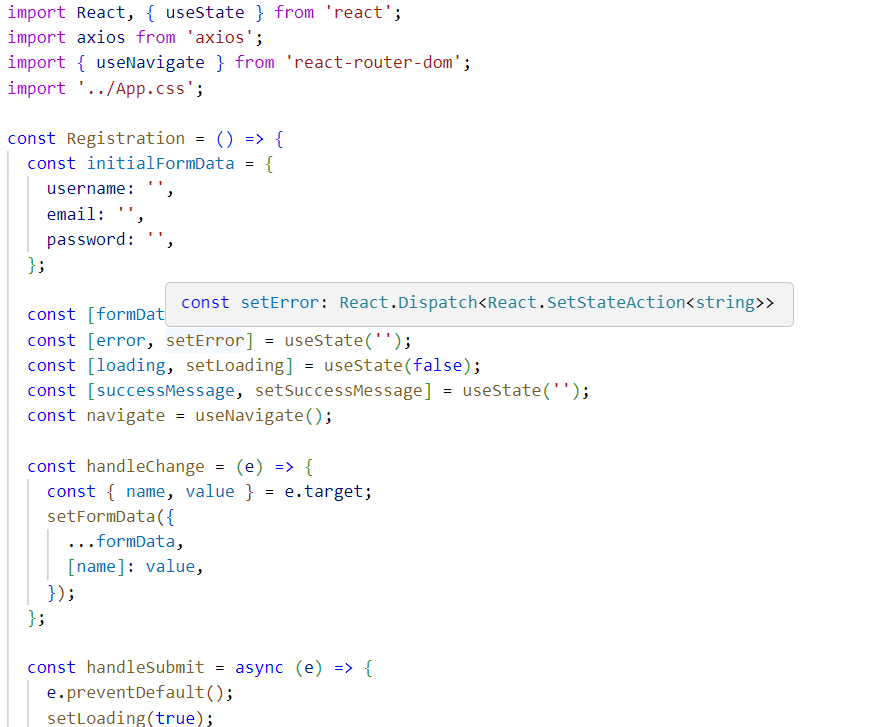 import React, { useState } from 'react';
import axios from 'axios';
import { useNavigate } from 'react-router-dom';
import '../App.css';
const Registration = () => {
const initialFormData = {
username: '',
email: '',
password: '',
};
const setError: React.Dispatch<React.SetStateAction<string>>
const [formDat
const [error, setError] = useState('');
const [loading, setLoading] = useState(false);
const [successMessage, setSuccessMessage] = useState('');
const navigate = useNavigate();
const handleChange = (e) => {
const { name, value } = e.target;
setFormData({
...formData,
[name]: value,
});
};
const handleSubmit = async (e) => {
e.preventDefault();
setLoading(true);